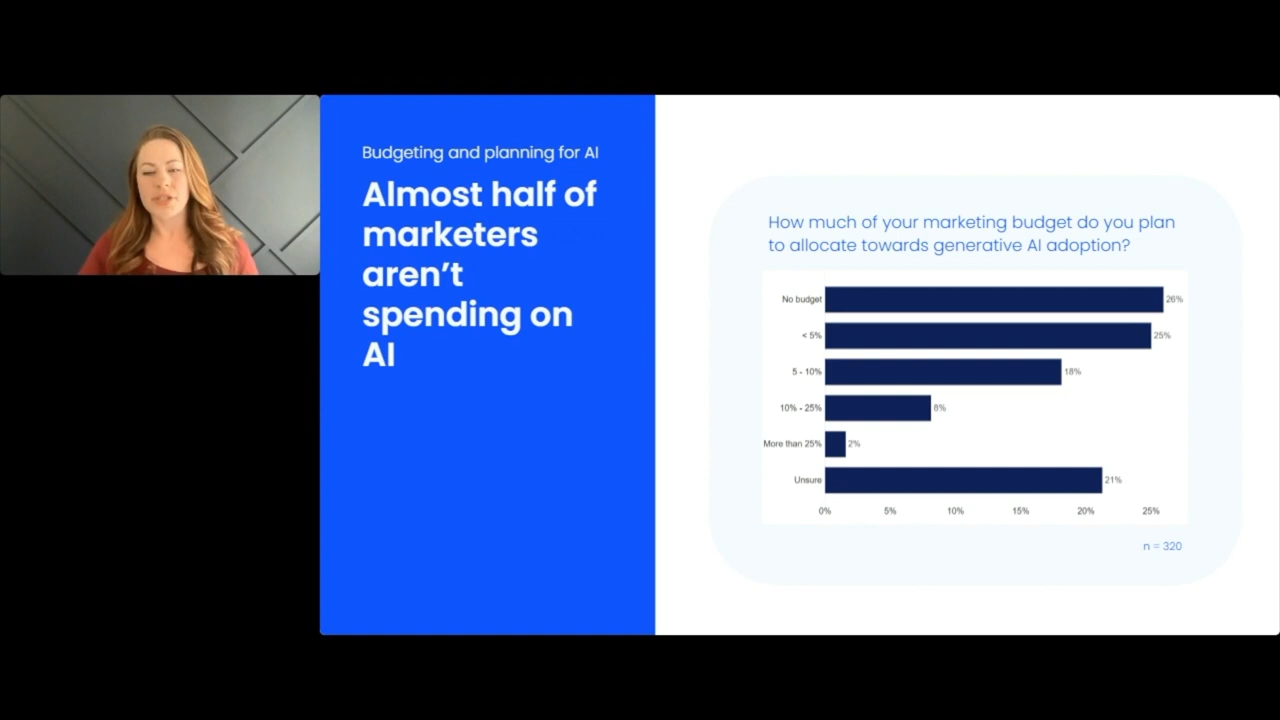 Budgeting and planning for AI
Almost half of
marketers
aren’t
spending on
AI
How much of your marketing budget do you plan
to allocate towards generative AI adoption?
No budget 26%
< 5% 25%
5 - 10% 18%
10% - 25% 8%
More than 25% 2%
Unsure 21%
0% 5% 10% 15% 20% 25%
n = 320